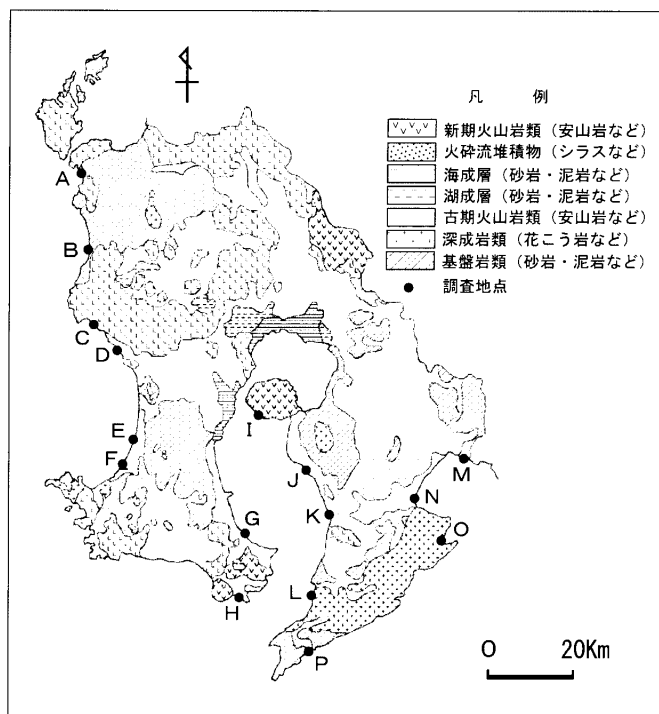 凡 例
新期火山岩類（安山岩など）
火砕流堆積物（シラスなど）
海成層（砂岩・泥岩など）
湖成層（砂岩・泥岩など）
古期火山岩類（安山岩など）
深成岩類（花こう岩など）
基盤岩類（砂岩・泥岩など）
調査地点
A
B
C
D
E
F
G
H
I
J
K
L
M
N
O
P
O 20Km